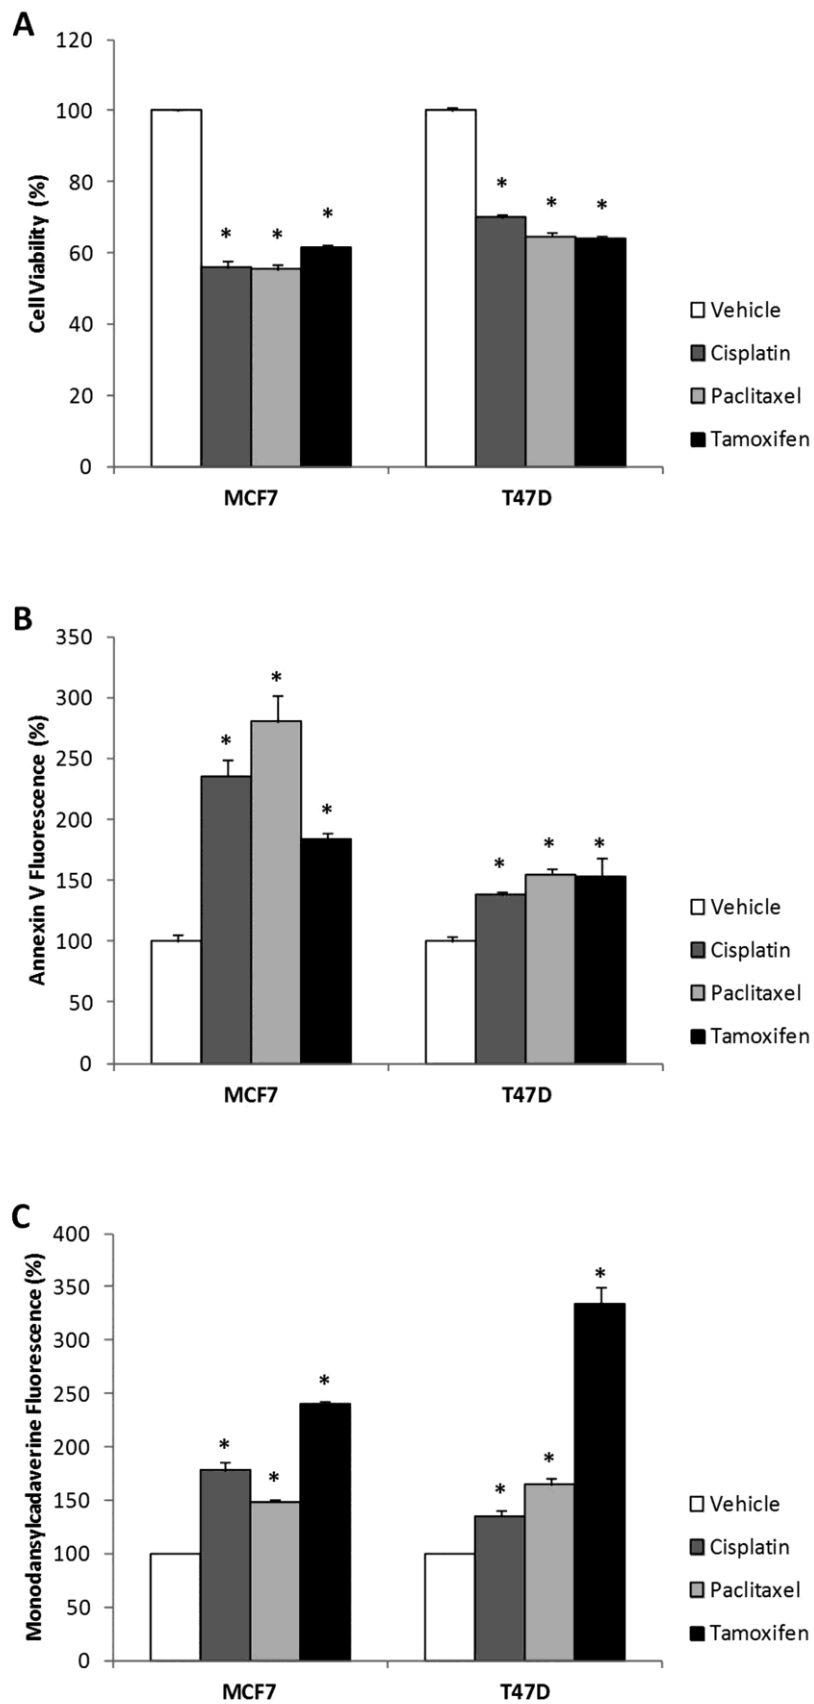 A
120
100
80
60
40
20
0
Cell Viability (%)
*
*
*
*
*
*
MCF7
T47D
Vehicle
Cisplatin
Paclitaxel
Tamoxifen
B
350
300
250
200
150
100
50
0
Annexin V Fluorescence (%)
*
*
*
*
*
*
MCF7
T47D
Vehicle
Cisplatin
Paclitaxel
Tamoxifen
C
400
350
300
250
200
150
100
50
0
Monodansylcadaverine Fluorescence (%)
*
*
*
*
*
*
MCF7
T47D
Vehicle
Cisplatin
Paclitaxel
Tamoxifen